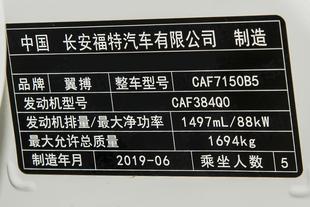 中国 长安福特汽车有限公司 制造
品牌 翼搏 整车型号 CAF7150B5
发动机型号 CAF384Q0
发动机排量/最大净功率 1497mL/88kW
最大允许总质量 1694kg
制造年月 2019-06 乘坐人数 5